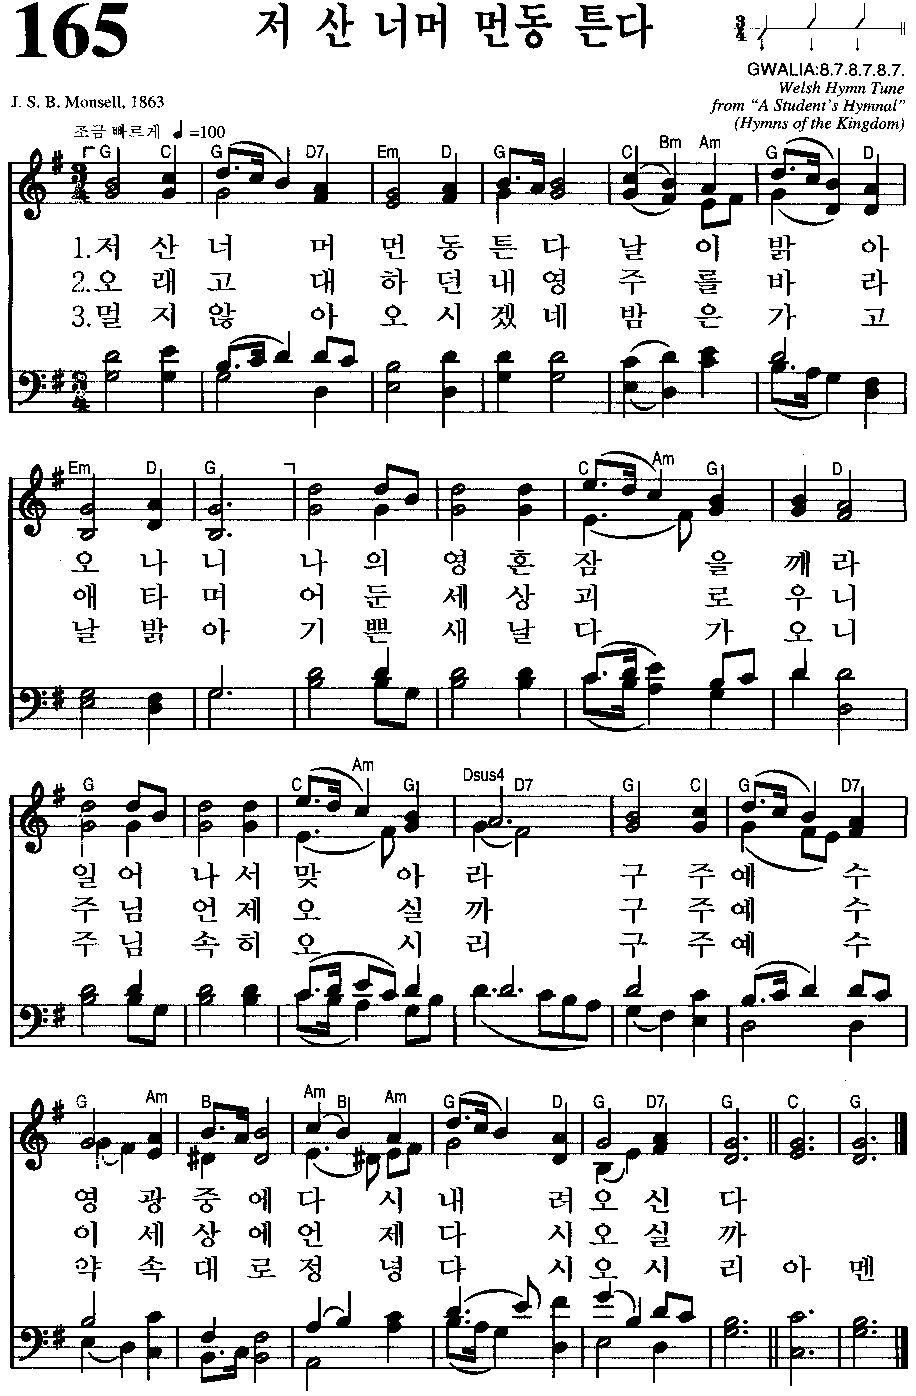 165
저 산 너머 먼동 튼다
3/4
GWALIA:8.7.8.7.8.7.
Welsh Hymn Tune
from “A Student's Hymnal”
(Hymns of the Kingdom)
J. S. B. Monsell, 1863
조금 빠르게 ♩=100
G C G D7 Em D G C Bm Am G D
1.저 산 너 머 먼 동 튼 다 날 이 밝 아
2.오 래 고 대 하 던 내 영 주 를 바 라
3.멀 지 않 아 오 시 겠 네 밤 은 가 고
Em D G C Am G D
오 나 니 나 의 영 혼 잠 을 깨 라
애 타 며 어 둔 세 상 괴 로 우 니
날 밝 아 기 쁜 새 날 다 가 오 니
G C Am G Dsus4 D7 G C G D7
일 어 나 서 맞 아 라 구 주 예 수
주 님 언 제 오 실 까 구 주 예 수
주 님 속 히 오 시 리 구 주 예 수
G Am B Am B Am G D G D7 G C G
영 광 중 에 다 시 내 려 오 신 다
이 세 상 에 언 제 다 시 오 실 까
약 속 대 로 정 녕 다 시 오 시 리 아 멘